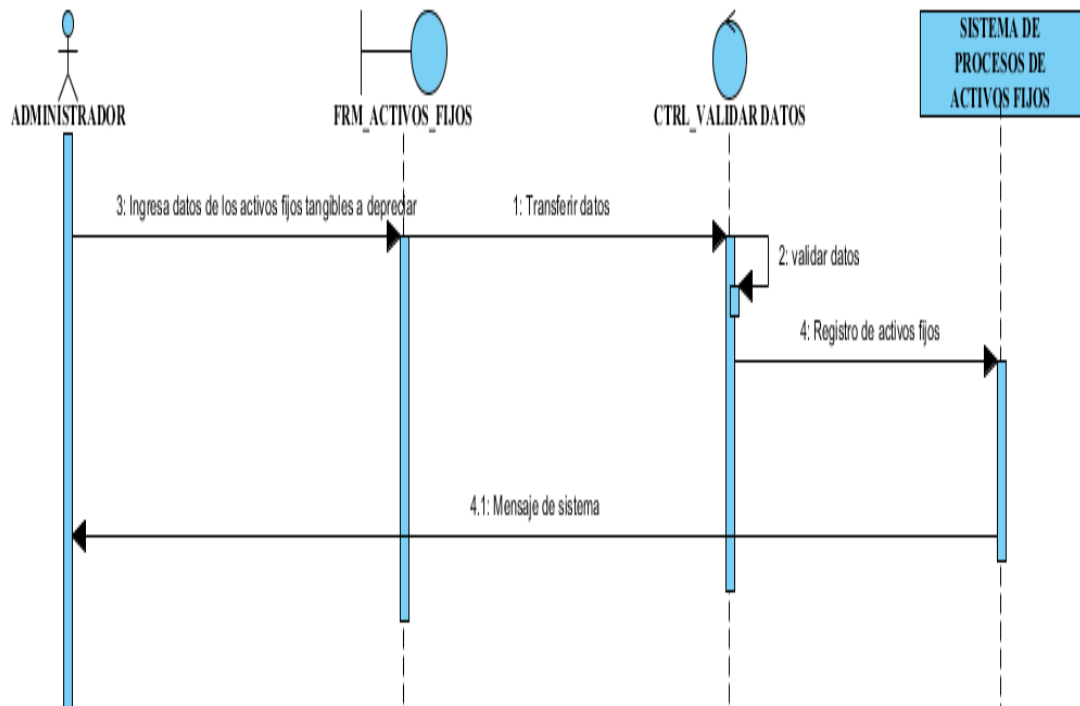 SISTEMA DE
PROCESOS DE
ACTIVOS FIJOS
ADMINISTRADOR
FRM_ACTIVOS_FIJOS
CTRL_VALIDAR DATOS
3: Ingresa datos de los activos fijos tangibles a depreciar
1: Transferir datos
2: validar datos
4: Registro de activos fijos
4.1: Mensaje de sistema